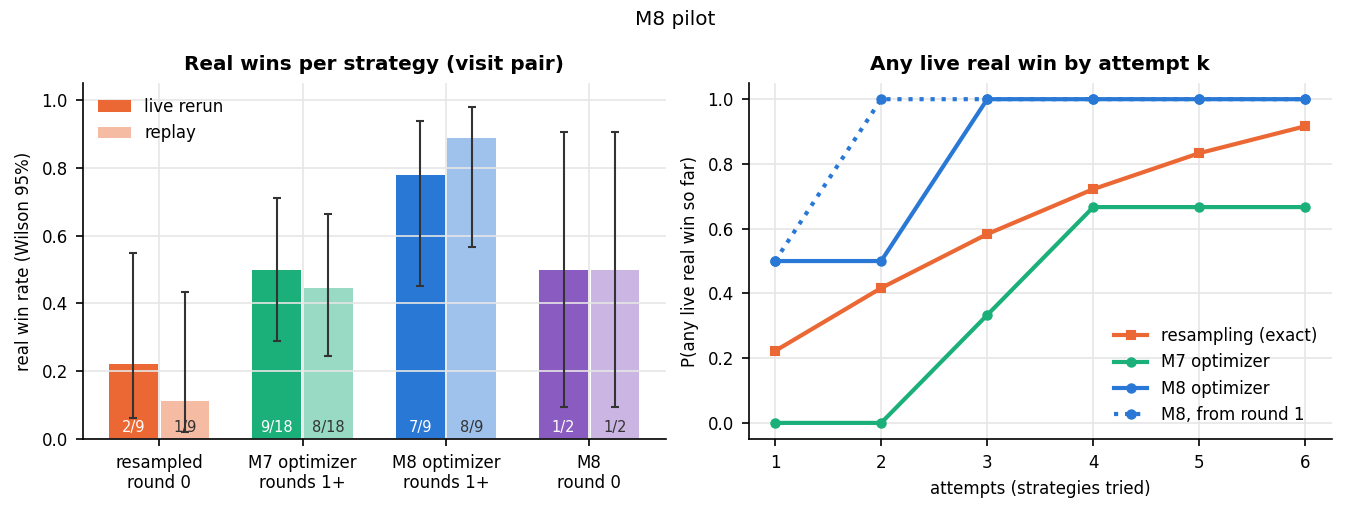 M8 pilot
Real wins per strategy (visit pair)
real win rate (Wilson 95%)
1.0
0.8
0.6
0.4
0.2
0.0
live rerun
replay
2/9
1/9
9/18
8/18
7/9
8/9
1/2
1/2
resampled
round 0
M7 optimizer
rounds 1+
M8 optimizer
rounds 1+
M8
round 0
Any live real win by attempt k
P(any live real win so far)
1.0
0.8
0.6
0.4
0.2
0.0
resampling (exact)
M7 optimizer
M8 optimizer
M8, from round 1
1
2
3
4
5
6
attempts (strategies tried)